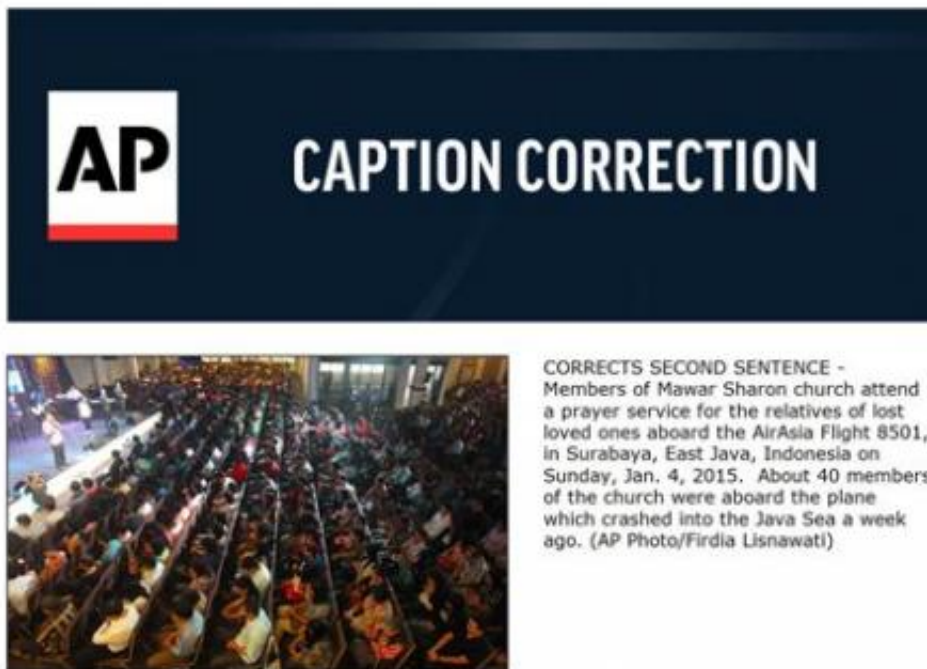 AP
CAPTION CORRECTION
CORRECTS SECOND SENTENCE -
Members of Mawar Sharon church attend
a prayer service for the relatives of lost
loved ones aboard the AirAsia Flight 8501,
in Surabaya, East Java, Indonesia on
Sunday, Jan. 4, 2015. About 40 members
of the church were aboard the plane
which crashed into the Java Sea a week
ago. (AP Photo/Firdia Lisnawati)